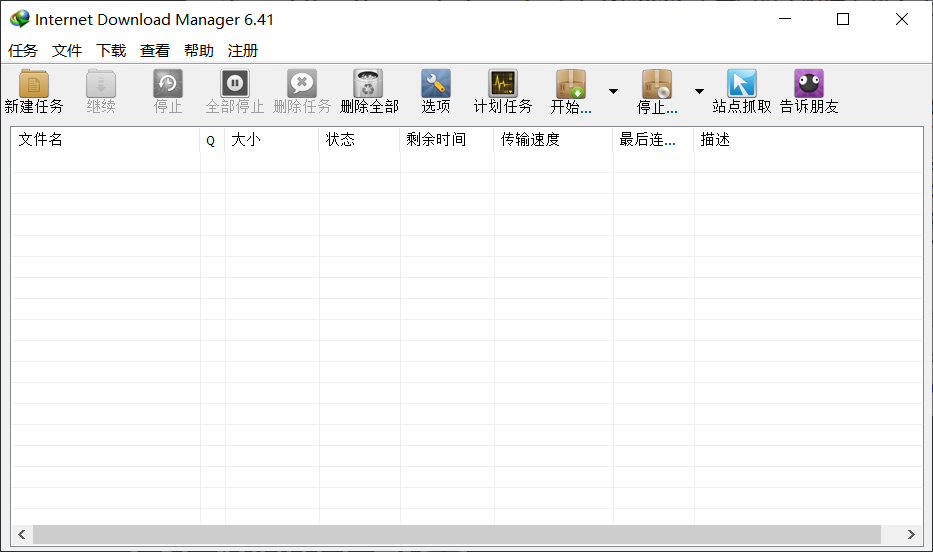 Internet Download Manager 6.41
任务 文件 下载 查看 帮助 注册
新建任务 继续 停止 全部停止 删除任务 删除全部 选项 计划任务 开始... 停止... 站点抓取 告诉朋友
文件名 Q 大小 状态 剩余时间 传输速度 最后连... 描述